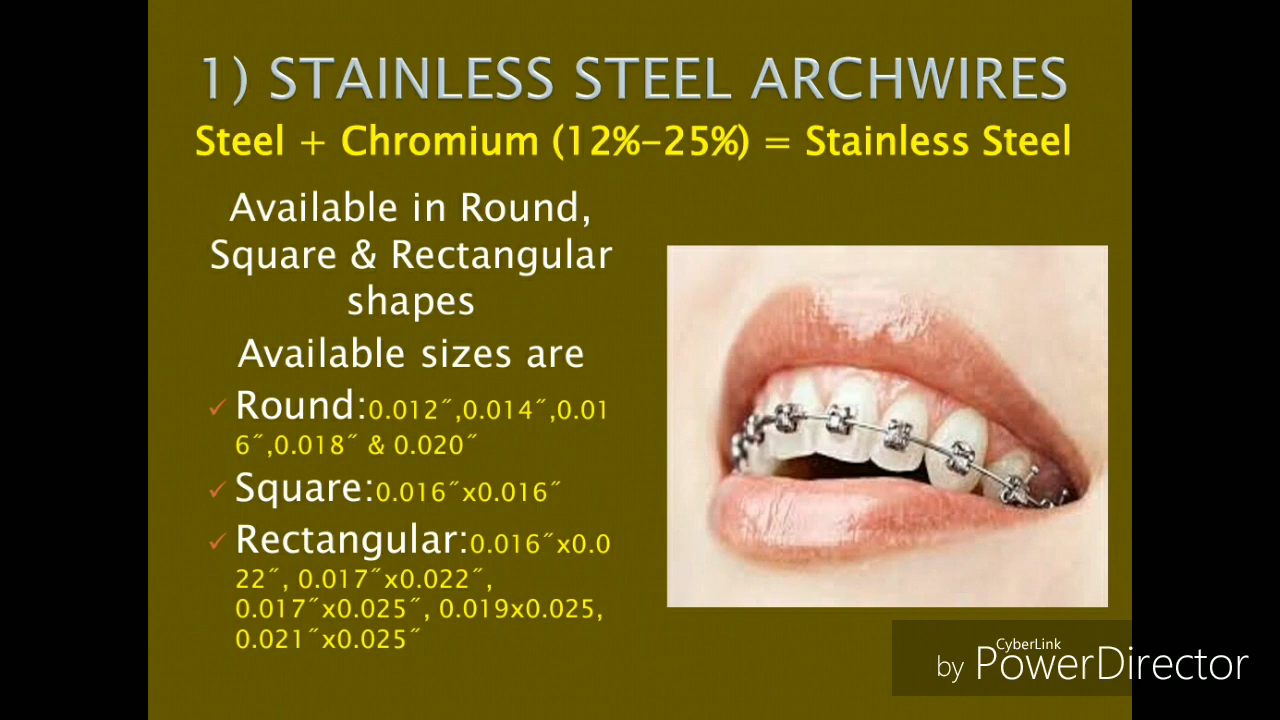 1) STAINLESS STEEL ARCHWIRES
Steel + Chromium (12%-25%) = Stainless Steel
Available in Round,
Square & Rectangular
shapes
Available sizes are
✓ Round:0.012˝,0.014˝,0.01
6˝,0.018˝ & 0.020˝
✓ Square:0.016˝x0.016˝
✓ Rectangular:0.016˝x0.0
22˝, 0.017˝x0.022˝,
0.017˝x0.025˝, 0.019x0.025,
0.021˝x0.025˝
CyberLink
by PowerDirector